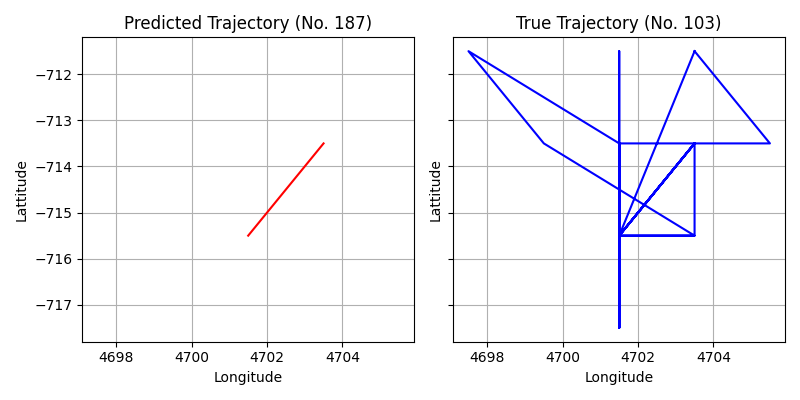 Predicted Trajectory (No. 187)
−712
−713
−714
−715
−716
−717
Lattitude
4698 4700 4702 4704
Longitude
True Trajectory (No. 103)
Lattitude
4698 4700 4702 4704
Longitude